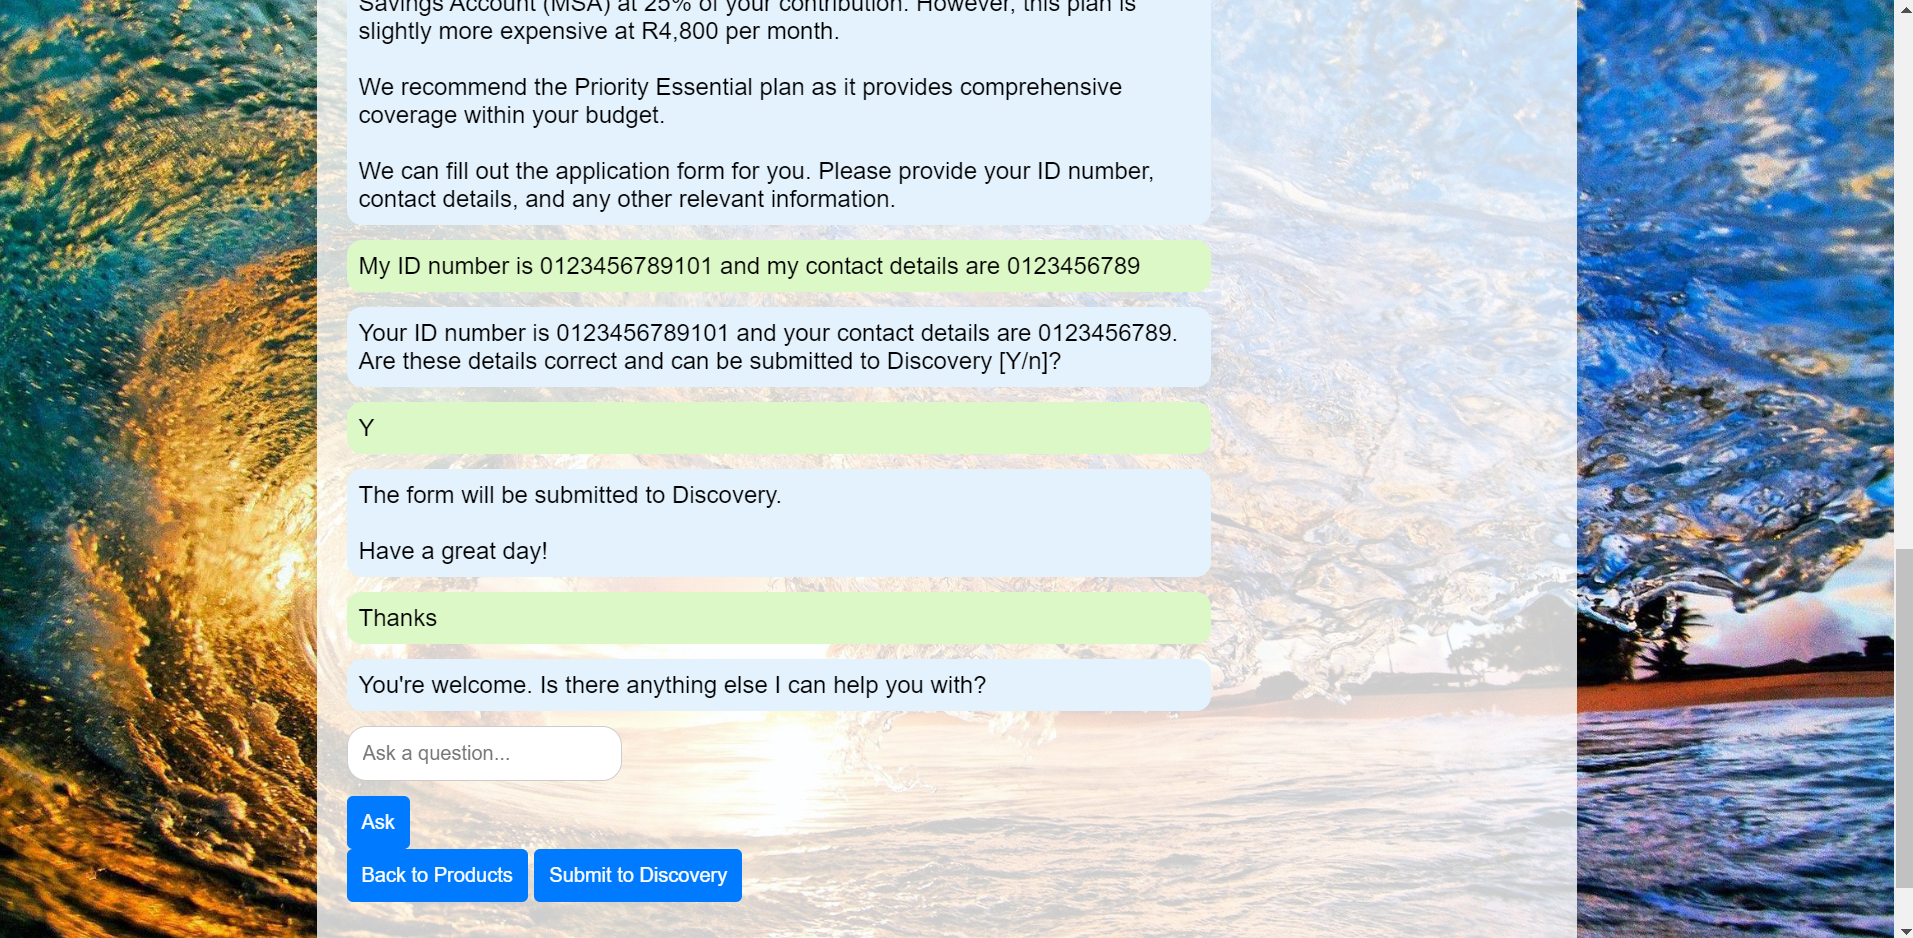 Savings Account (MSA) at 25% of your contribution. However, this plan is
slightly more expensive at R4,800 per month.
We recommend the Priority Essential plan as it provides comprehensive
coverage within your budget.
We can fill out the application form for you. Please provide your ID number,
contact details, and any other relevant information.
My ID number is 0123456789101 and my contact details are 0123456789
Your ID number is 0123456789101 and your contact details are 0123456789.
Are these details correct and can be submitted to Discovery [Y/n]?
Y
The form will be submitted to Discovery.
Have a great day!
Thanks
You're welcome. Is there anything else I can help you with?
Ask a question...
Ask
Back to Products
Submit to Discovery